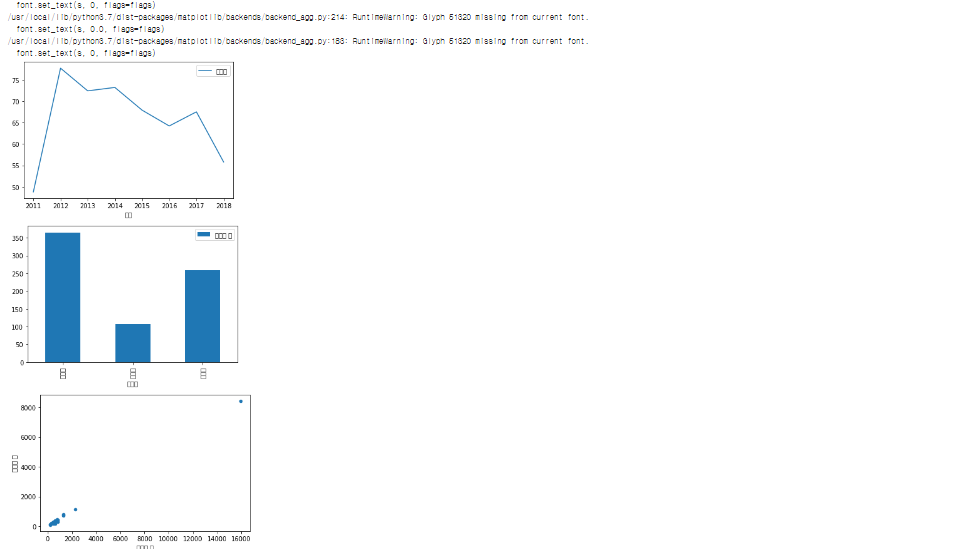 font.set_text(s, 0, flags=flags)
/usr/local/lib/python3.7/dist-packages/matplotlib/backends/backend_agg.py:214: RuntimeWarning: Glyph 51320 missing from current font.
font.set_text(s, 0.0, flags=flags)
/usr/local/lib/python3.7/dist-packages/matplotlib/backends/backend_agg.py:183: RuntimeWarning: Glyph 51320 missing from current font.
font.set_text(s, 0, flags=flags)
75
70
65
60
55
50
2011 2012 2013 2014 2015 2016 2017 2018
350
300
250
200
150
100
50
0
8000
6000
4000
2000
0
0 2000 4000 6000 8000 10000 12000 14000 16000